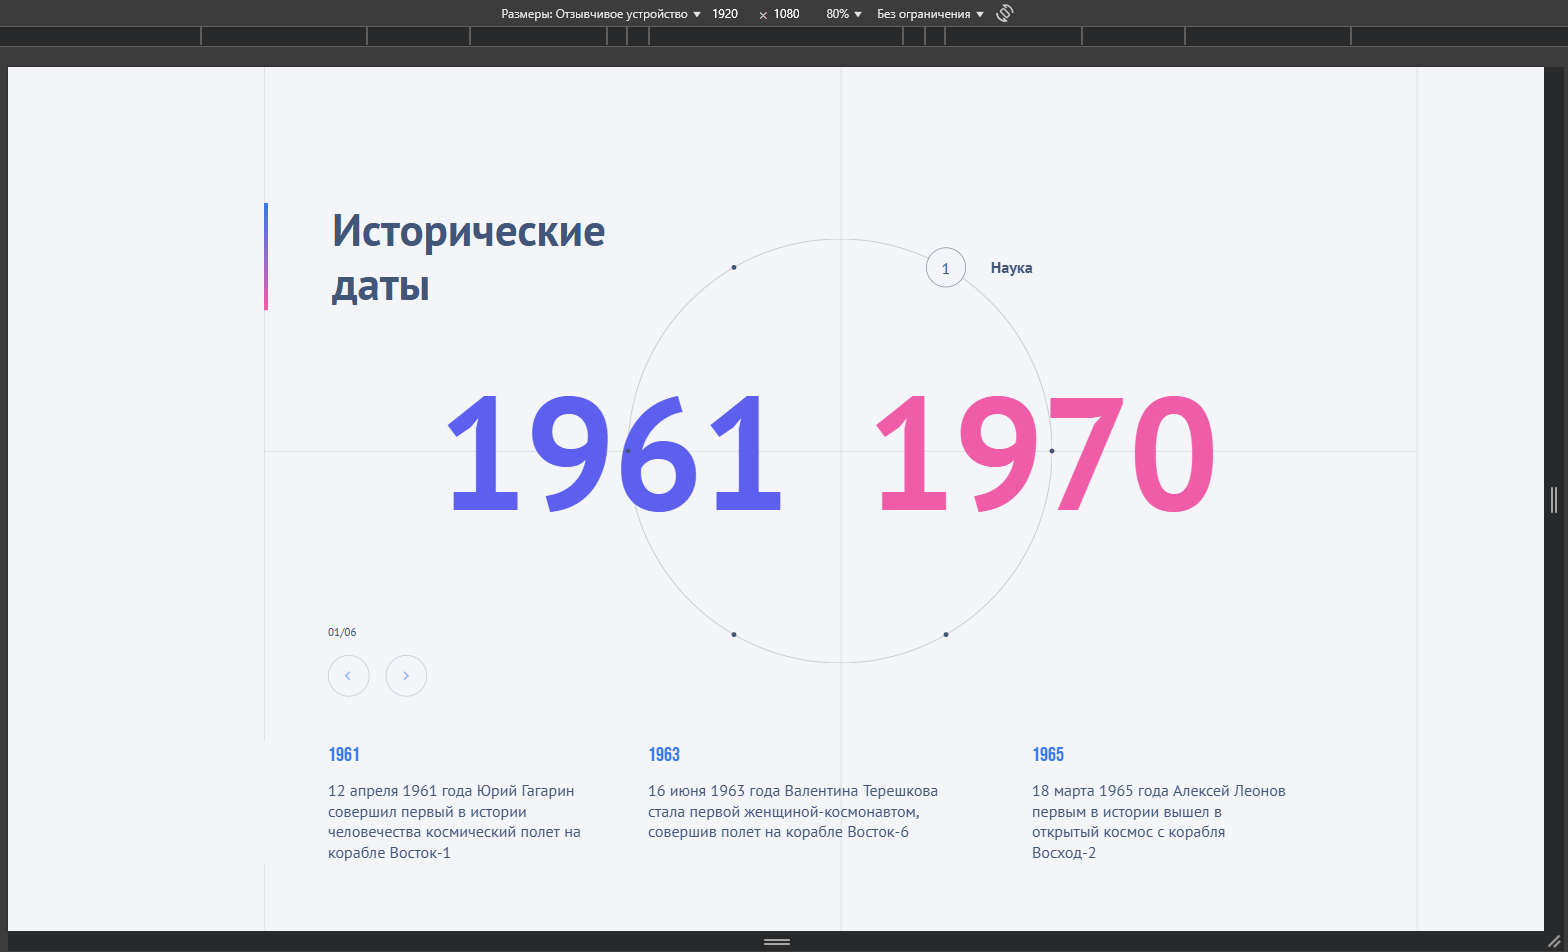 Размеры: Отзывчивое устройство 1920 × 1080 80% Без ограничения
Исторические
даты
1 Наука
1961 1970
01/06
1961
12 апреля 1961 года Юрий Гагарин
совершил первый в истории
человечества космический полет на
корабле Восток-1
1963
16 июня 1963 года Валентина Терешкова
стала первой женщиной-космонавтом,
совершив полет на корабле Восток-6
1965
18 марта 1965 года Алексей Леонов
первым в истории вышел в
открытый космос с корабля
Восход-2